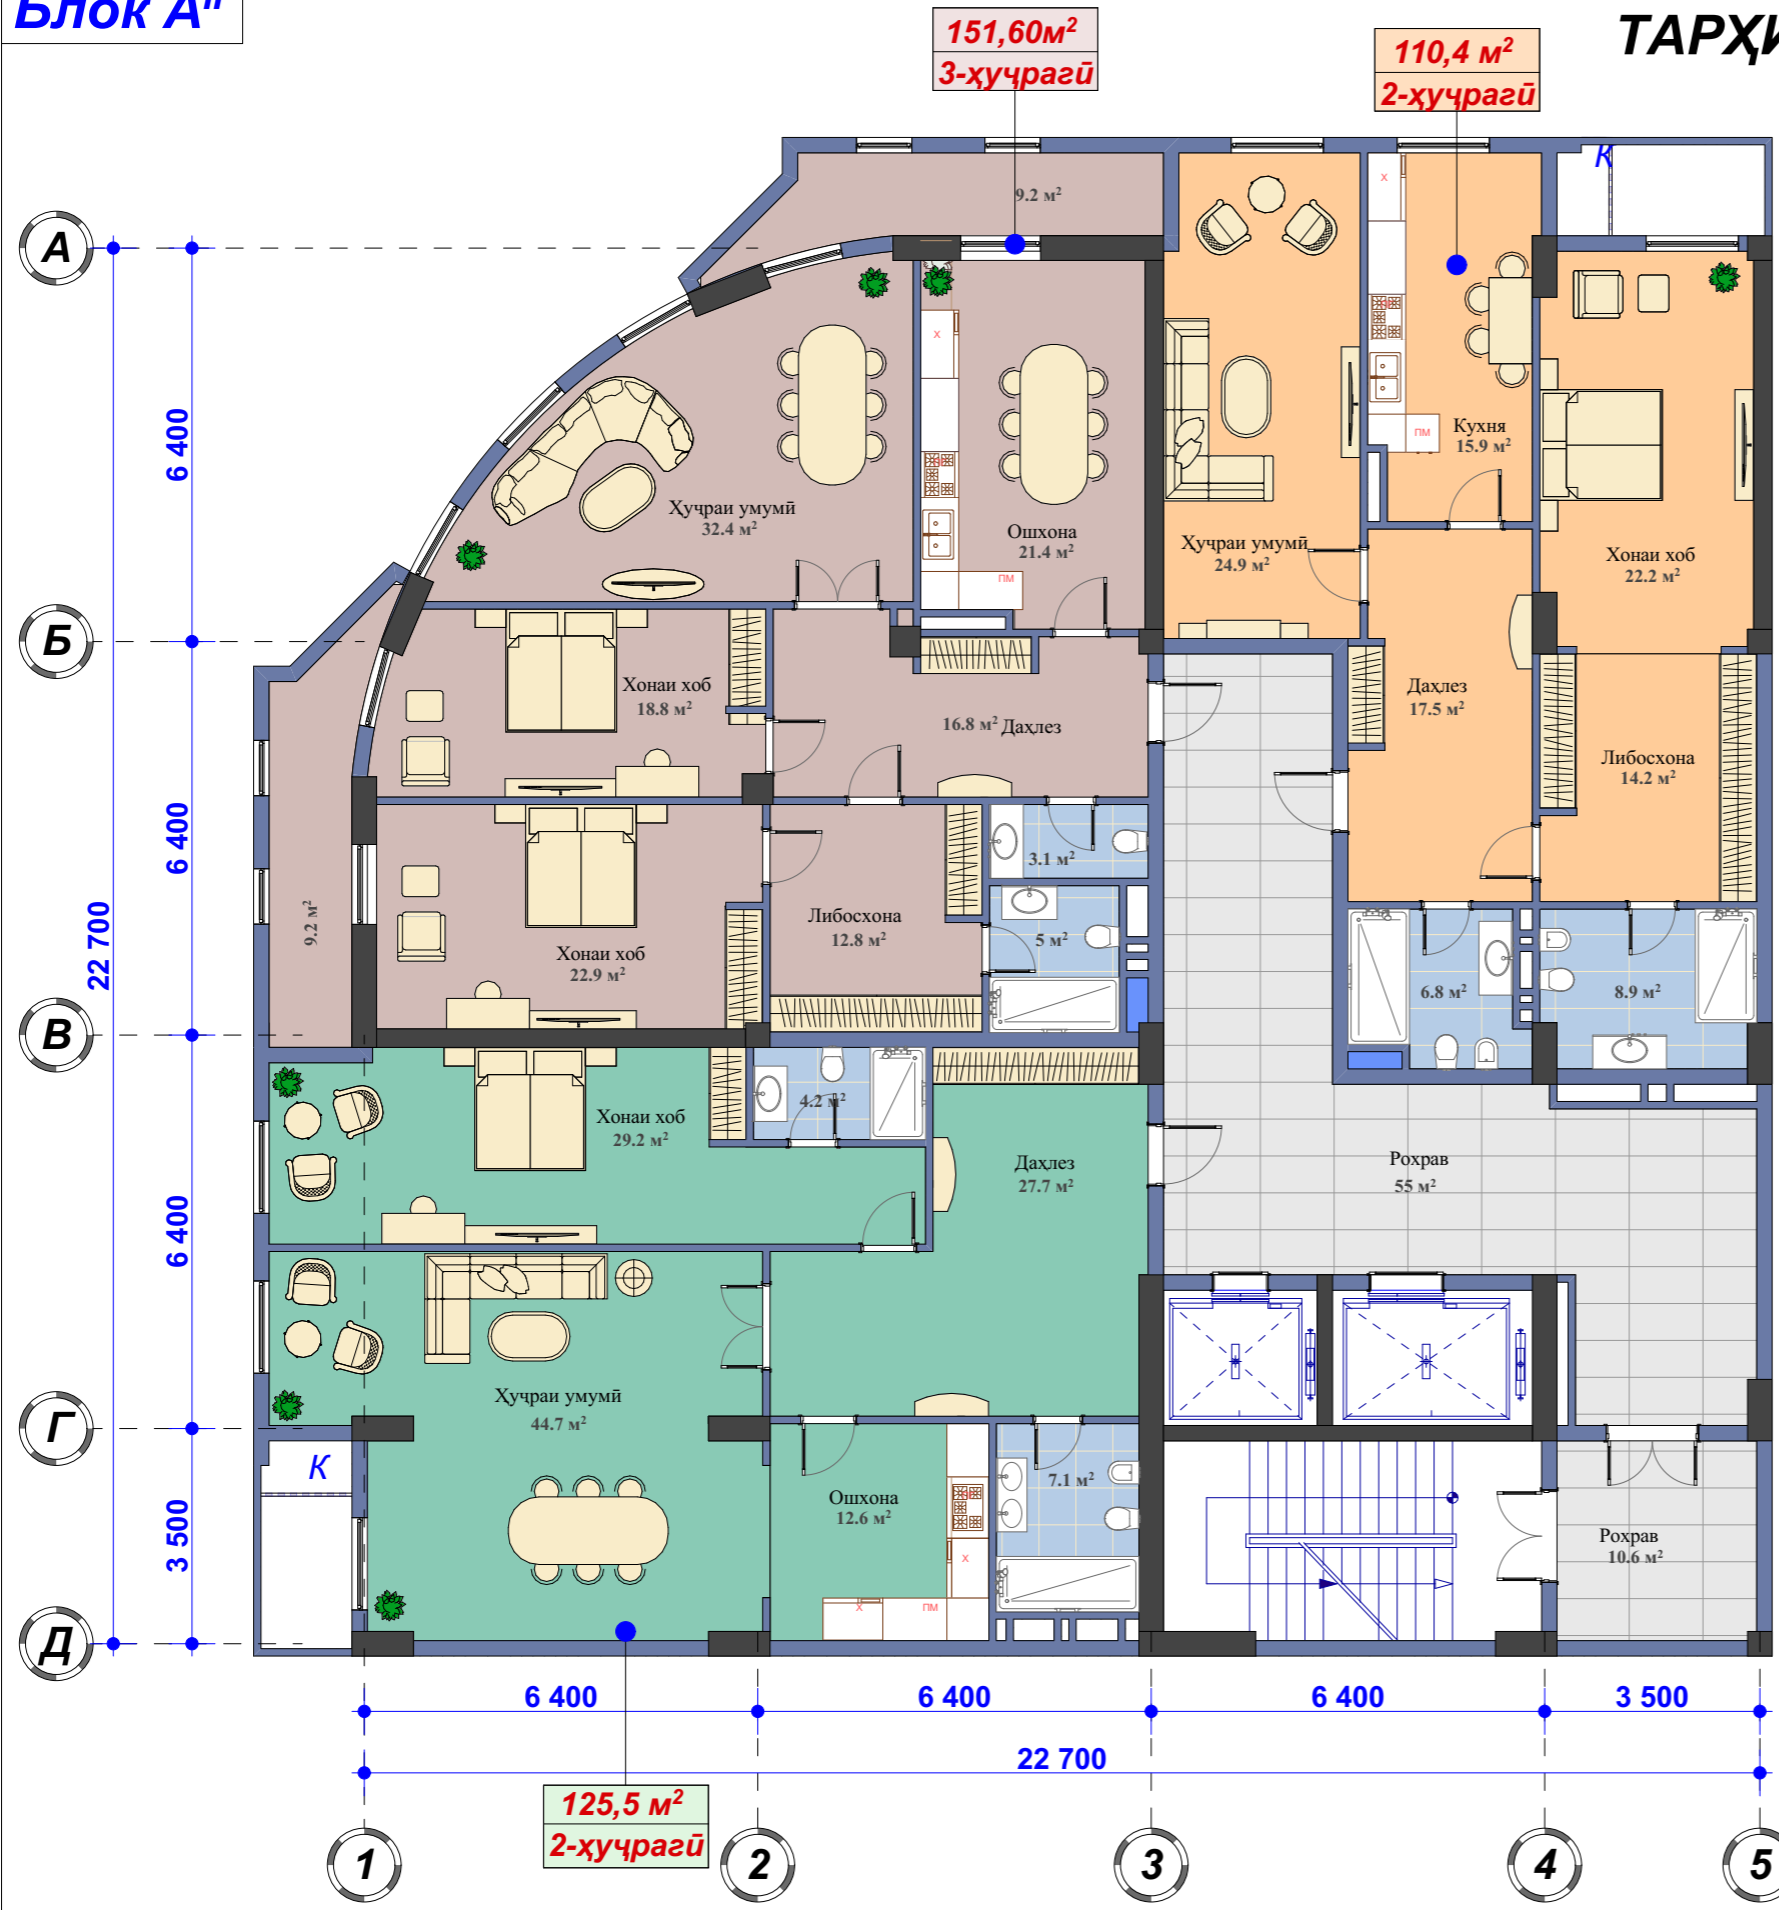 Блок А"
ТАРҲИ
151,60м²
3-ҳуҷрагӣ
110,4 м²
2-ҳуҷрагӣ
К
9.2 м²
А
Б
В
Г
Д
6 400
6 400
6 400
3 500
22 700
Х
Х
Ҳуҷраи умумӣ
32.4 м²
Ошхона
21.4 м²
ПМ
Ҳуҷраи умумӣ
24.9 м²
Кухня
15.9 м²
ПМ
Хонаи хоб
22.2 м²
Хонаи хоб
18.8 м²
16.8 м² Даҳлез
Даҳлез
17.5 м²
Либосхона
14.2 м²
9.2 м²
Хонаи хоб
22.9 м²
Либосхона
12.8 м²
3.1 м²
5 м²
6.8 м²
8.9 м²
Хонаи хоб
29.2 м²
4.2 м²
Даҳлез
27.7 м²
Рохрав
55 м²
Ҳуҷраи умумӣ
44.7 м²
К
Ошхона
12.6 м²
Х
Х
ПМ
7.1 м²
Рохрав
10.6 м²
6 400
6 400
6 400
3 500
22 700
125,5 м²
2-ҳуҷрагӣ
1
2
3
4
5